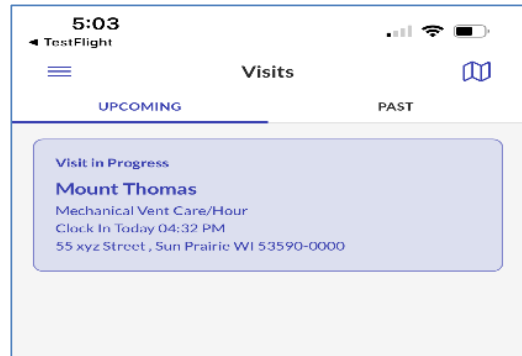 5:03
◄ TestFlight
Visits
UPCOMING PAST
Visit in Progress
Mount Thomas
Mechanical Vent Care/Hour
Clock In Today 04:32 PM
55 xyz Street , Sun Prairie WI 53590-0000